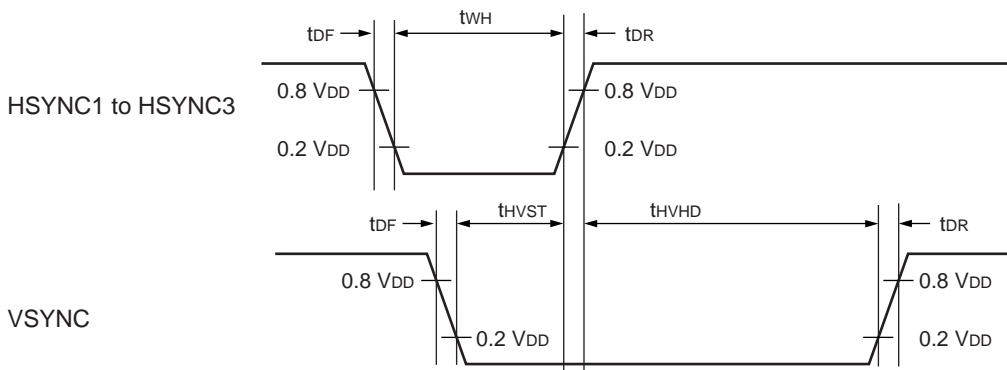 tDF tWH tDR
0.8 VDD 0.8 VDD
HSYNC1 to HSYNC3
0.2 VDD 0.2 VDD
tDF tHVST tHVHD tDR
0.8 VDD 0.8 VDD
VSYNC
0.2 VDD 0.2 VDD